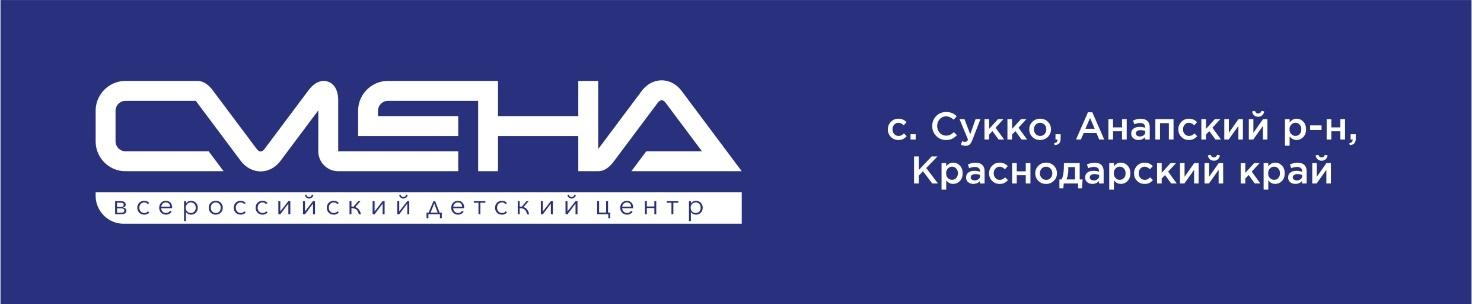 СМЕНА
всероссийский детский центр
с. Сукко, Анапский р-н,
Краснодарский край